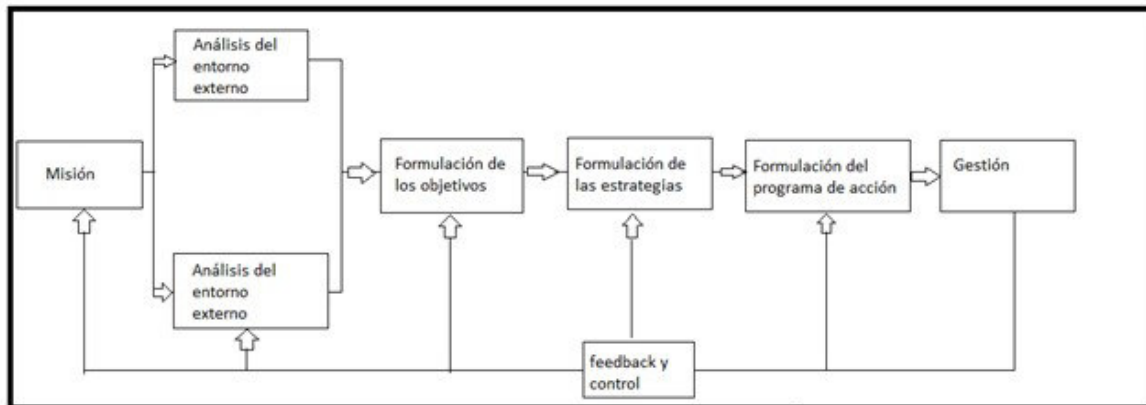 Misión
Análisis del
entorno
externo
Análisis del
entorno
externo
Formulación de
los objetivos
Formulación de
las estrategias
Formulación del
programa de acción
Gestión
feedback y
control